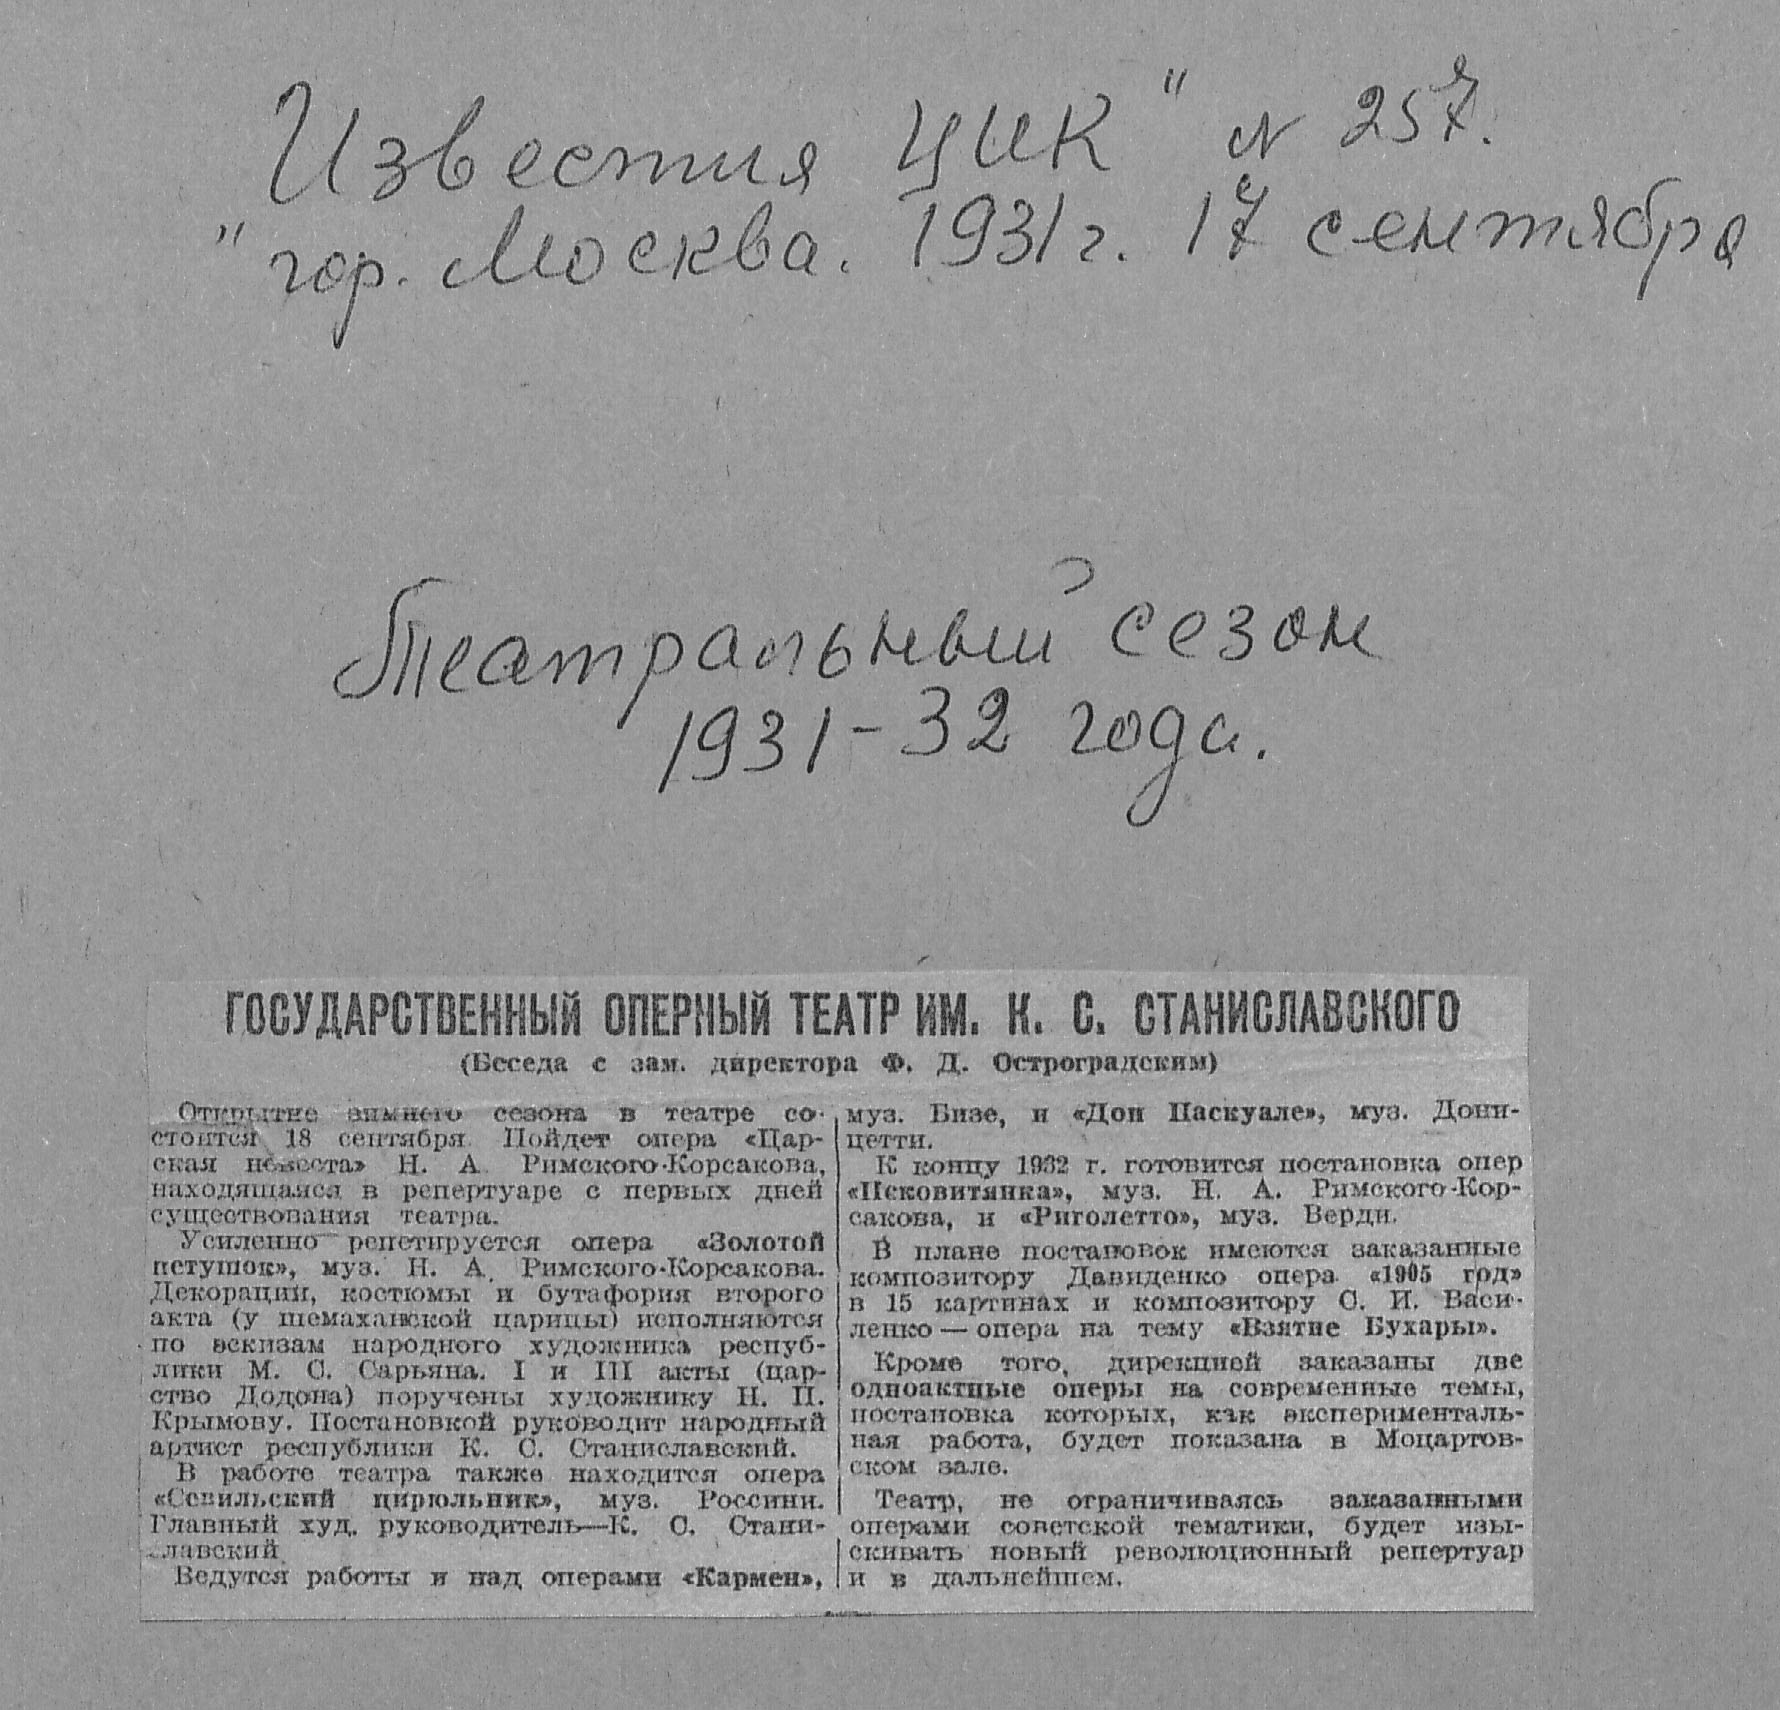 Известия ЦИК" N 257.
"гор. Москва. 1931 г. 17 сентября
Театральный сезон
1931-32 года.
ГОСУДАРСТВЕННЫЙ ОПЕРНЫЙ ТЕАТР ИМ. К. С. СТАНИСЛАВСКОГО
(Беседа с зам. директора Ф. Д. Остроградским)
Открытие зимнего сезона в театре со-
стоится 18 сентября. Пойдет опера «Цар-
ская невеста» Н. А. Римского-Корсакова,
находящаяся в репертуаре с первых дней
существования театра.
Усиленно репетируется опера «Золотой
петушок», муз. Н. А. Римского-Корсакова.
Декорации, костюмы и бутафория второго
акта (у шемаханской царицы) исполняются
по эскизам народного художника респуб-
лики М. С. Сарьяна. I и III акты (цар-
ство Додона) поручены художнику Н. П.
Крымову. Постановкой руководит народный
артист республики К. С. Станиславский.
В работе театра также находится опера
«Севильский цирюльник», муз. Россини.
Главный худ. руководитель—К. С. Стани-
славский
Ведутся работы и над операми «Кармен»,
муз. Бизе, и «Дон Паскуале», муз. Дони-
цетти.
К концу 1932 г. готовится постановка опер
«Псковитянка», муз. Н. А. Римского-Кор-
сакова, и «Риголетто», муз. Верди.
В плане постановок имеются заказанные
композитору Давиденко опера «1905 год»
в 15 картинах и композитору С. И. Васи-
ленко — опера на тему «Взятие Бухары».
Кроме того, дирекцией заказаны две
одноактные оперы на современные темы,
постановка которых, как эксперименталь-
ная работа, будет показана в Моцартов-
ском зале.
Театр, не ограничиваясь заказанными
операми советской тематики, будет изы-
скивать новый революционный репертуар
и в дальнейшем.